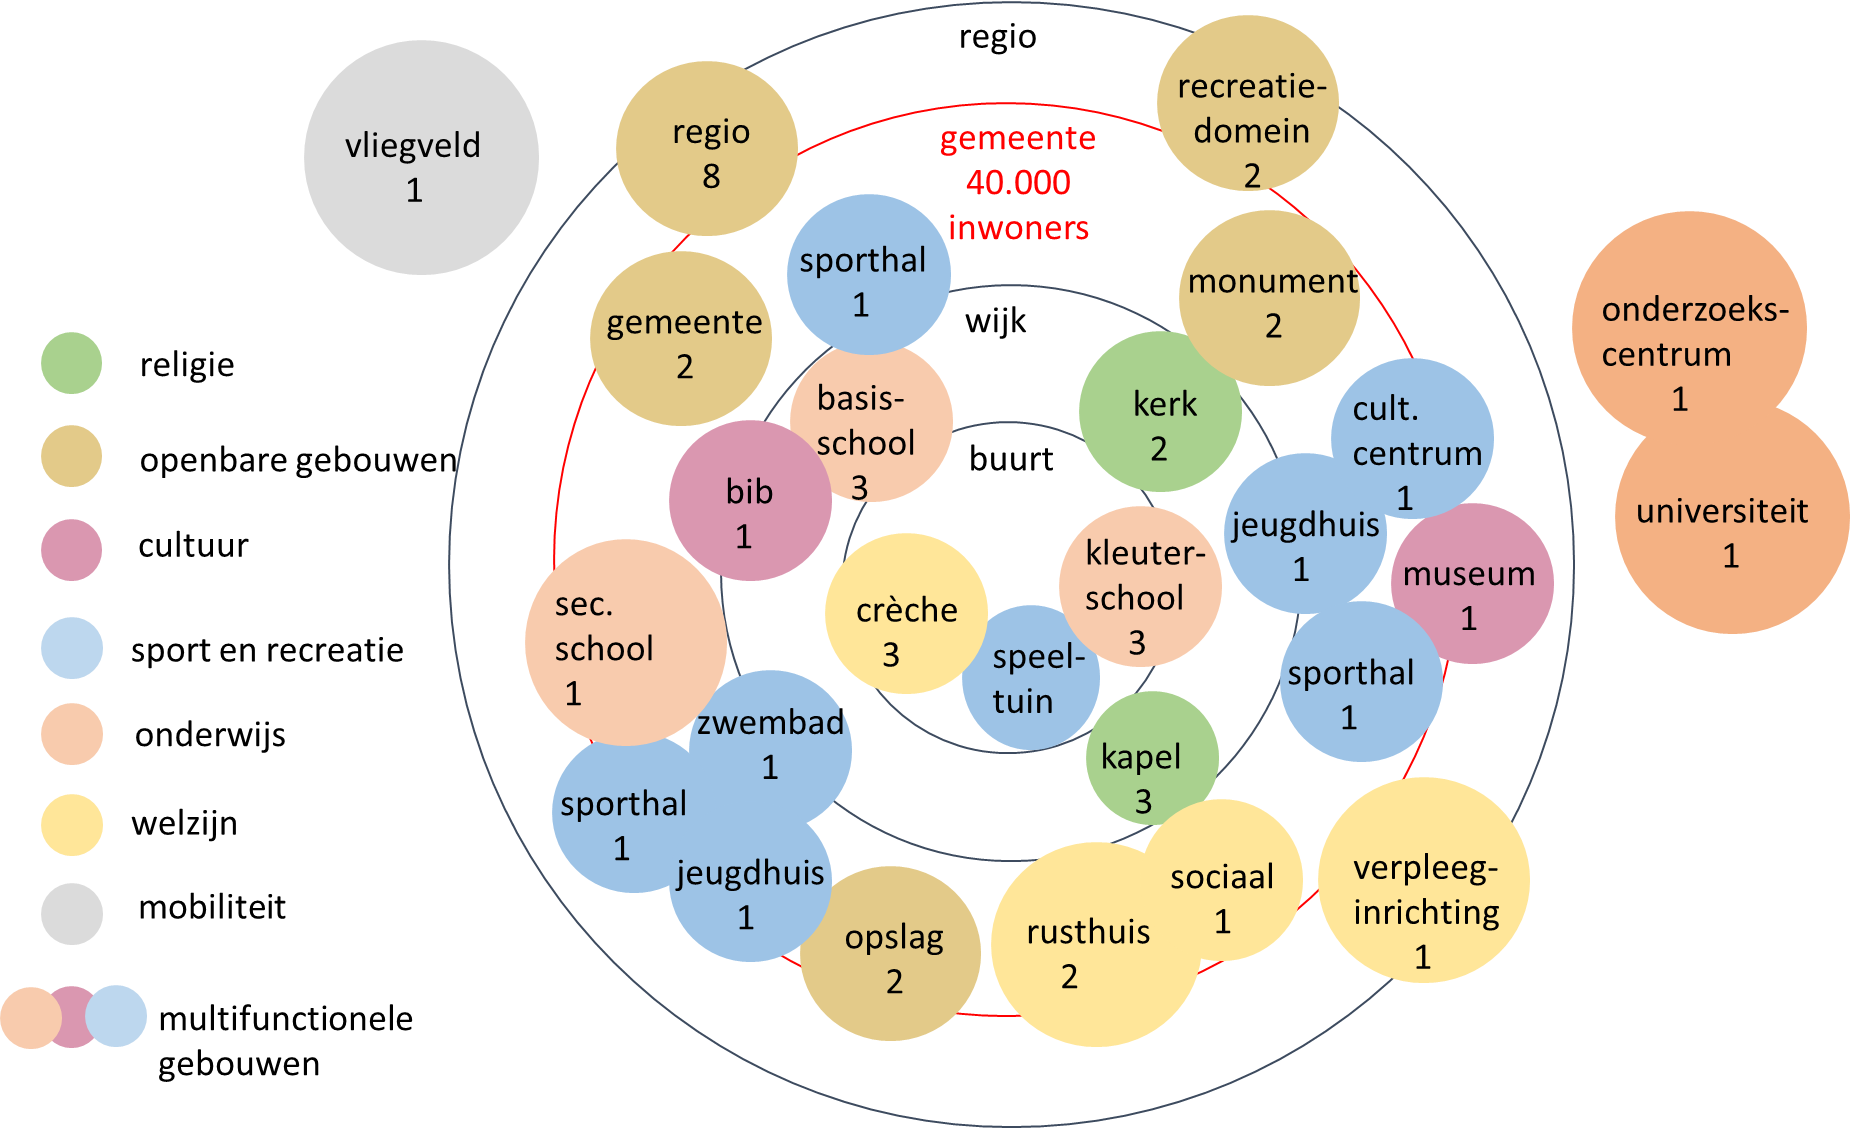 regio
vliegveld
1
regio
8
recreatie-
domein
2
gemeente
40.000
inwoners
sporthal
1
monument
2
gemeente
2
wijk
onderzoeks-
centrum
1
basis-
school
3
kerk
2
cult.
centrum
1
buurt
bib
1
jeugdhuis
1
universiteit
1
kleuter-
school
3
museum
1
crèche
3
sec.
school
1
speel-
tuin
sporthal
1
zwembad
1
kapel
3
sporthal
1
jeugdhuis
1
opslag
2
rusthuis
2
sociaal
1
verpleeg-
inrichting
1
religie
openbare gebouwen
cultuur
sport en recreatie
onderwijs
welzijn
mobiliteit
multifunctionele
gebouwen